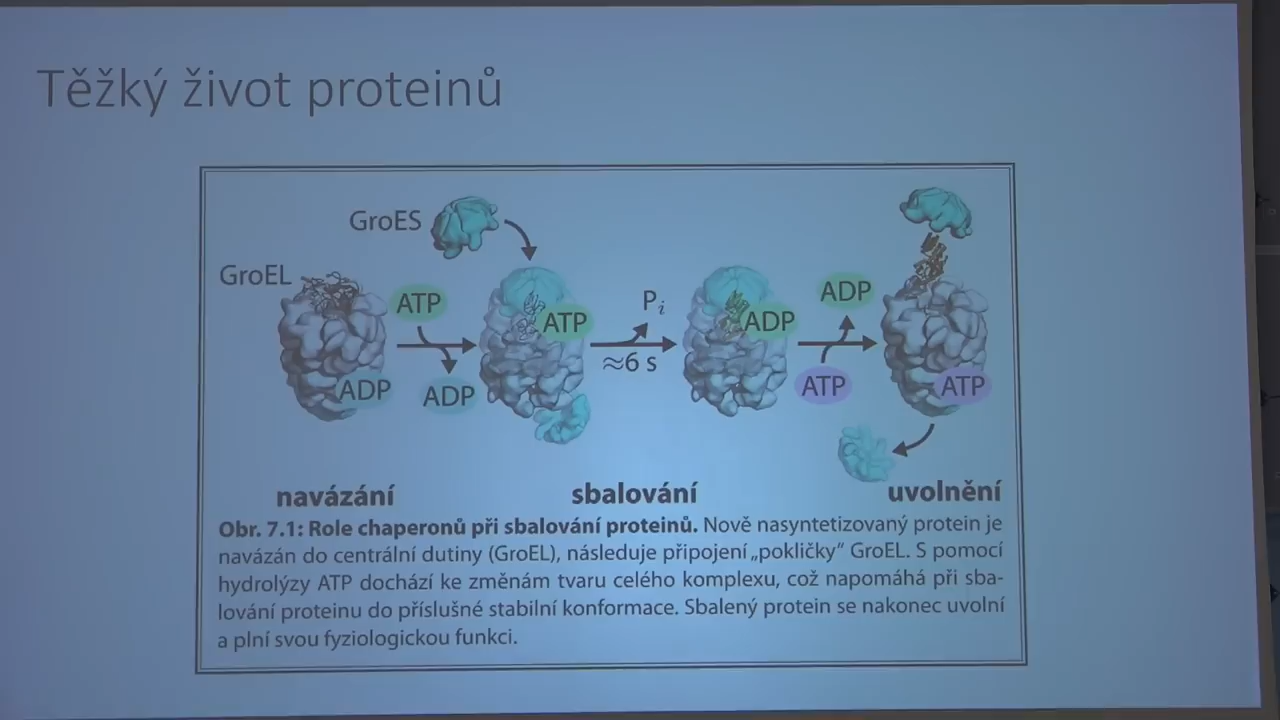 Těžký život proteinů
GroES
GroEL
ATP
ADP
ADP
ATP
Pi
≈6 s
ADP
ADP
ATP
ATP
navázání
sbalování
uvolnění
Obr. 7.1: Role chaperonů při sbalování proteinů. Nově nasyntetizovaný protein je
navázán do centrální dutiny (GroEL), následuje připojení „pokličky“ GroEL. S pomocí
hydrolýzy ATP dochází ke změnám tvaru celého komplexu, což napomáhá při sba-
lování proteinu do příslušné stabilní konformace. Sbalený protein se nakonec uvolní
a plní svou fyziologickou funkci.